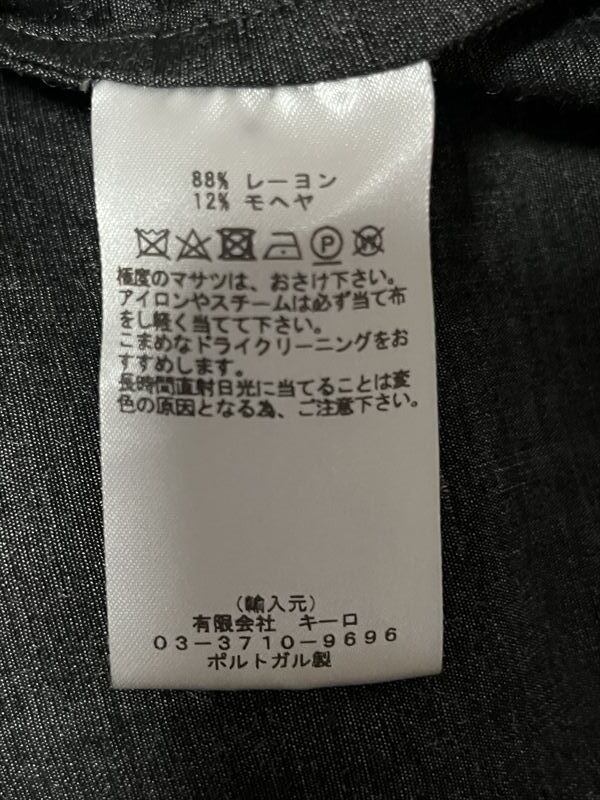 88% レーヨン
12% モヘヤ
P W
極度のマサツは、おさけ下さい。
アイロンやスチームは必ず当て布
をし軽く当てて下さい。
こまめなドライクリーニングをお
すすめします。
長時間直射日光に当てることは変
色の原因となる為、ご注意下さい。
(輸入元)
有限会社 キーロ
03-3710-9696
ポルトガル製